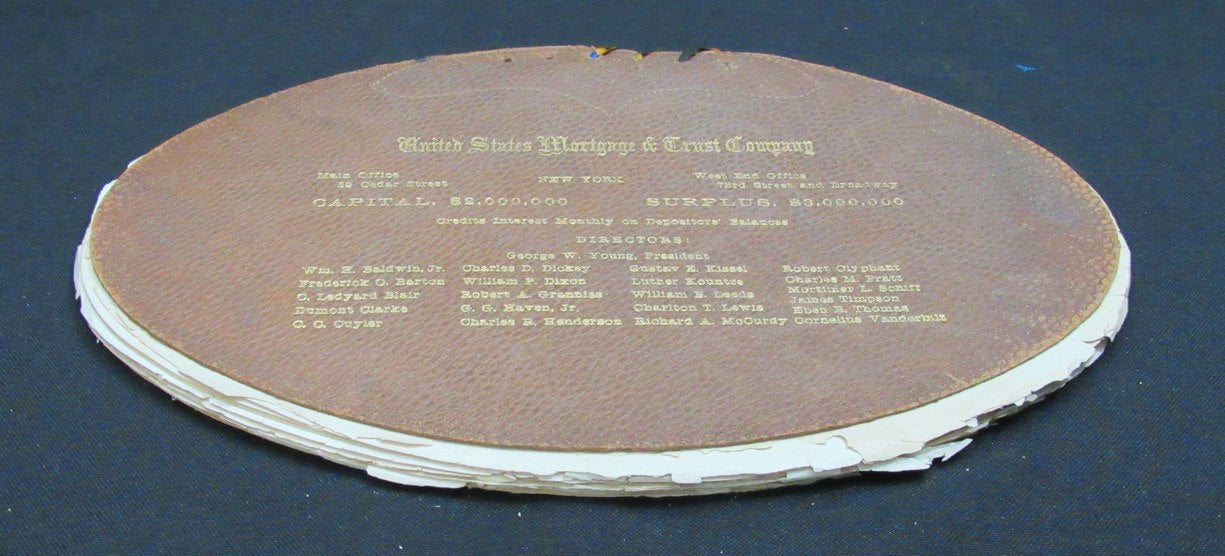 United States Mortgage & Trust Company
Main Office
59 Cedar Street
NEW YORK
West End Office
73rd Street and Broadway
CAPITAL, $2,000,000 SURPLUS, $3,000,000
Credits Interest Monthly on Depositors' Balances
DIRECTORS:
George W. Young, President
Wm. H. Baldwin, Jr. Charles D. Dickey Gustav E. Kissel Robert Olyphant
Frederick O. Barton William P. Dixon Luther Kountze Charles M. Pratt
C. Ledyard Blair Robert A. Granniss William B. Leeds Mortimer L. Schiff
Dumont Clarke G. G. Haven, Jr. Charlton T. Lewis James Timpson
C. C. Cuyler Charles R. Henderson Richard A. McCurdy Eben B. Thomas
Cornelius Vanderbilt